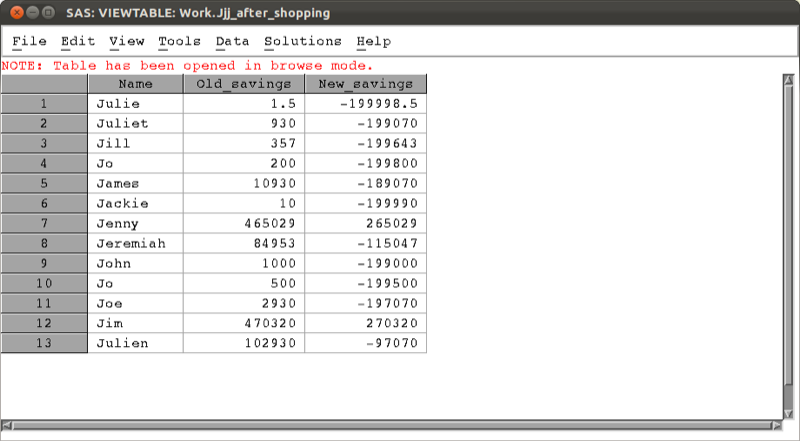 SAS: VIEWTABLE: Work.Jjj_after_shopping
File Edit View Tools Data Solutions Help
NOTE: Table has been opened in browse mode.
Name Old_savings New_savings
1 Julie 1.5 -199998.5
2 Juliet 930 -199070
3 Jill 357 -199643
4 Jo 200 -199800
5 James 10930 -189070
6 Jackie 10 -199990
7 Jenny 465029 265029
8 Jeremiah 84953 -115047
9 John 1000 -199000
10 Jo 500 -199500
11 Joe 2930 -197070
12 Jim 470320 270320
13 Julien 102930 -97070